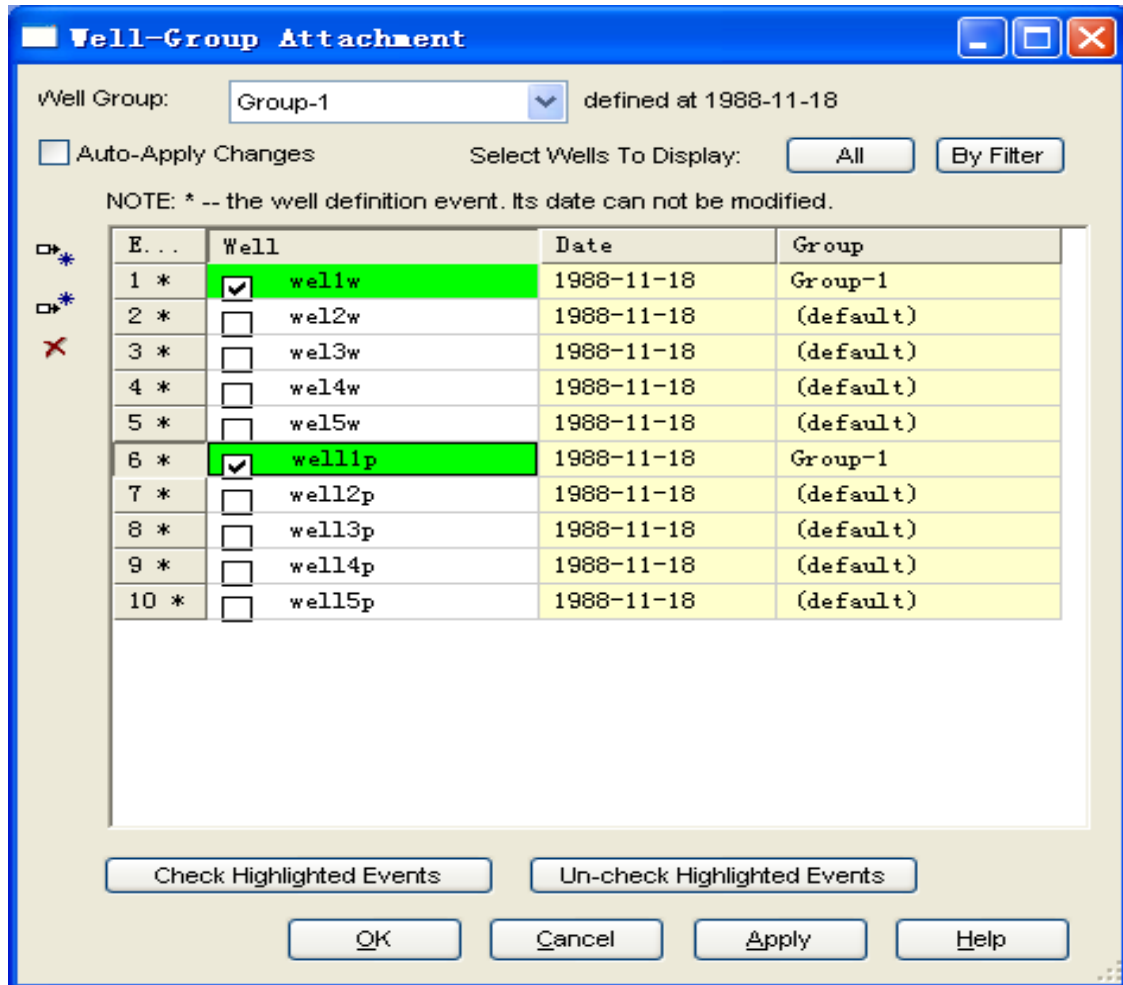 Well-Group Attachment
Well Group: Group-1 defined at 1988-11-18
Auto-Apply Changes Select Wells To Display: All By Filter
NOTE: * -- the well definition event. Its date can not be modified.
E... Well Date Group
1 * wel1w 1988-11-18 Group-1
2 * wel2w 1988-11-18 (default)
3 * wel3w 1988-11-18 (default)
4 * wel4w 1988-11-18 (default)
5 * wel5w 1988-11-18 (default)
6 * well1p 1988-11-18 Group-1
7 * well2p 1988-11-18 (default)
8 * well3p 1988-11-18 (default)
9 * well4p 1988-11-18 (default)
10 * well5p 1988-11-18 (default)
Check Highlighted Events Un-check Highlighted Events
OK Cancel Apply Help